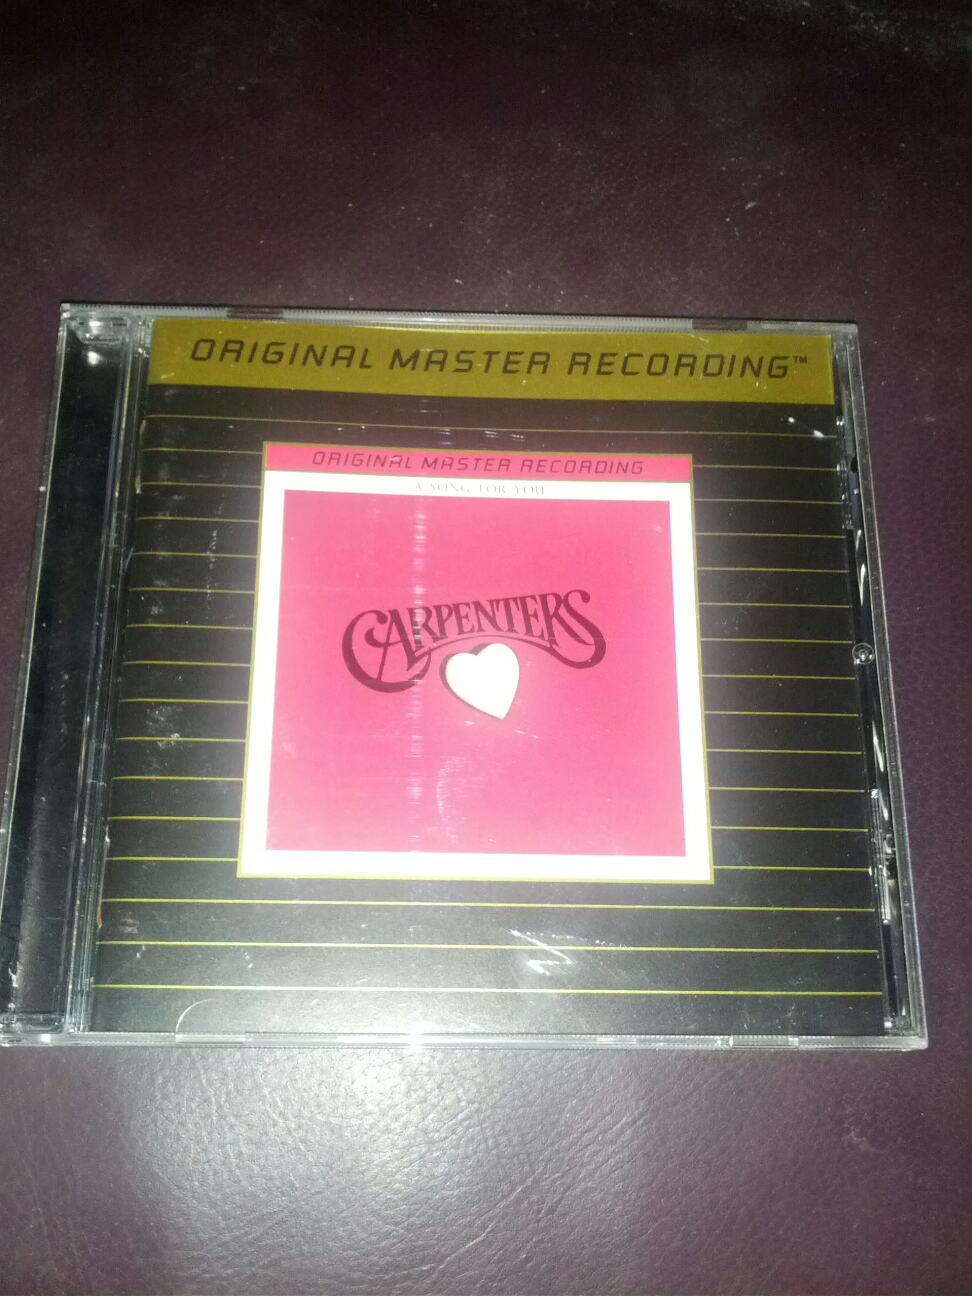 ORIGINAL MASTER RECORDING™
ORIGINAL MASTER RECORDING
A SONG FOR YOU
CARPENTERS